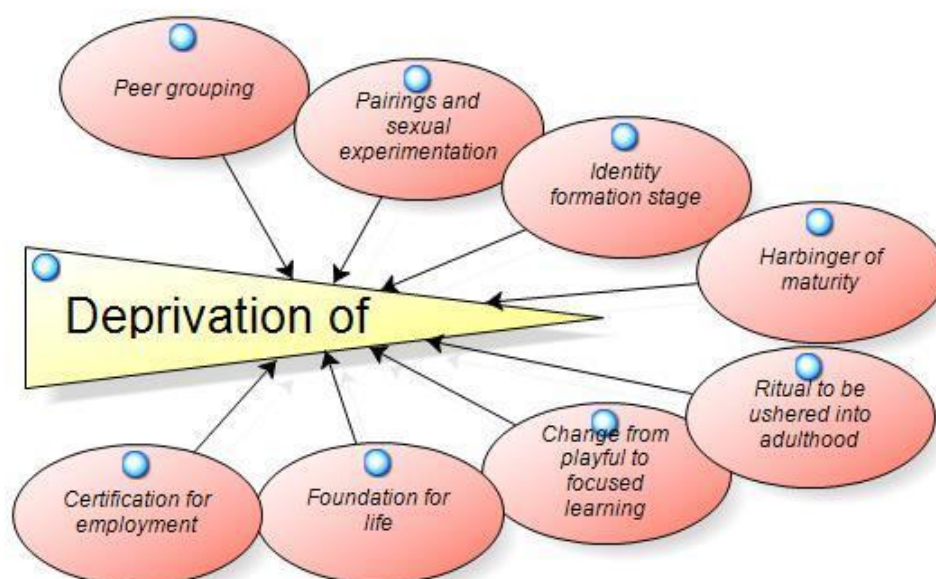 Peer grouping
Pairings and
sexual
experimentation
Identity
formation stage
Harbinger of
maturity
Deprivation of
Ritual to be
ushered into
adulthood
Change from
playful to
focused
learning
Foundation for
life
Certification for
employment